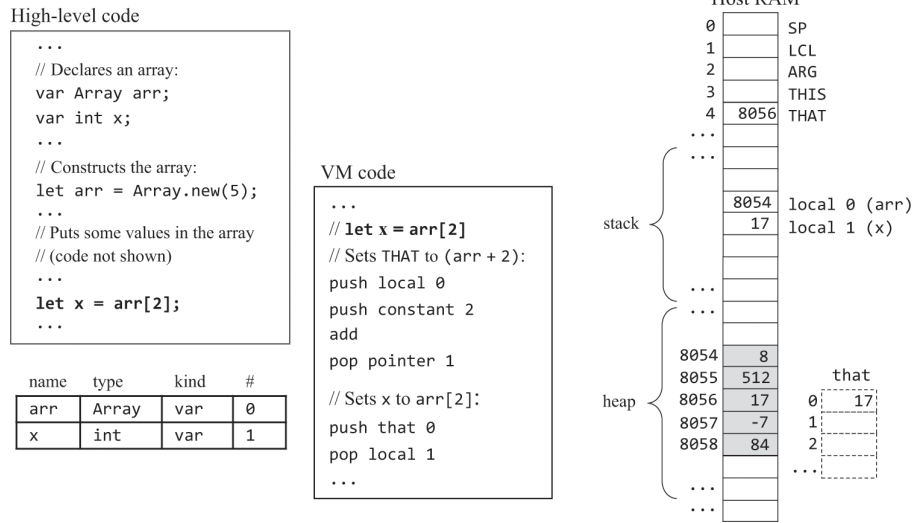 High-level code
...
// Declares an array:
var Array arr;
var int x;
...
// Constructs the array:
let arr = Array.new(5);
...
// Puts some values in the array
// (code not shown)
...
let x = arr[2];
...
name type kind #
arr Array var 0
x int var 1
VM code
...
// let x = arr[2]
// Sets THAT to (arr + 2):
push local 0
push constant 2
add
pop pointer 1
// Sets x to arr[2]:
push that 0
pop local 1
...
Host RAM
0 SP
1 LCL
2 ARG
3 THIS
4 8056 THAT
...
...
8054 local 0 (arr)
stack 17 local 1 (x)
...
...
8054 8
8055 512 that
heap 8056 17 0 17
8057 -7 1
8058 84 2
...
...
...